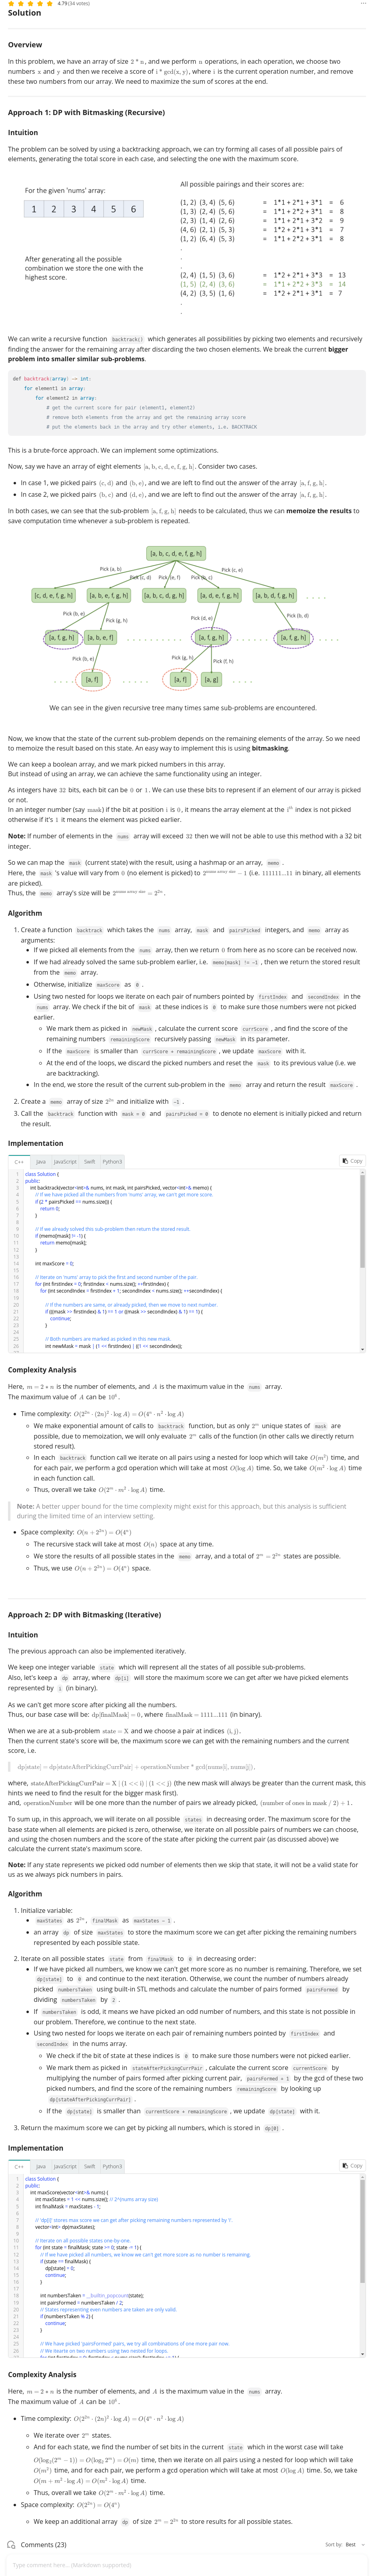 4.79 (34 votes)
Solution
Overview
In this problem, we have an array of size 2 * n, and we perform n operations, in each operation, we choose two
numbers x and y and then we receive a score of i * gcd(x, y), where i is the current operation number, and remove
these two numbers from our array. We need to maximize the sum of scores at the end.
Approach 1: DP with Bitmasking (Recursive)
Intuition
The problem can be solved by using a backtracking approach, we can try forming all cases of all possible pairs of
elements, generating the total score in each case, and selecting the one with the maximum score.
For the given 'nums' array:
1 2 3 4 5 6
After generating all the possible
combination we store the one with the
highest score.
All possible pairings and their scores are:
(1, 2) (3, 4) (5, 6) = 1*1 + 2*1 + 3*1 = 6
(1, 3) (2, 4) (5, 6) = 1*1 + 2*2 + 3*1 = 8
(2, 3) (1, 4) (2, 6) = 1*1 + 2*1 + 3*2 = 9
(4, 6) (2, 1) (5, 3) = 1*2 + 2*1 + 3*1 = 7
(1, 2) (6, 4) (5, 3) = 1*1 + 2*2 + 3*1 = 8
.
.
.
(2, 4) (1, 5) (3, 6) = 1*2 + 2*1 + 3*3 = 13
(1, 5) (2, 4) (3, 6) = 1*1 + 2*2 + 3*3 = 14
(4, 2) (3, 5) (1, 6) = 1*2 + 2*1 + 3*1 = 7
.
.
We can write a recursive function backtrack() which generates all possibilities by picking two elements and recursively
finding the answer for the remaining array after discarding the two chosen elements. We break the current bigger
problem into smaller similar sub-problems.
def backtrack(array) -> int:
for element1 in array:
for element2 in array:
# get the current score for pair (element1, element2)
# remove both elements from the array and get the remaining array score
# put the elements back in the array and try other elements, i.e. BACKTRACK
This is a brute-force approach. We can implement some optimizations.
Now, say we have an array of eight elements [a, b, c, d, e, f, g, h]. Consider two cases.
• In case 1, we picked pairs (c, d) and (b, e), and we are left to find out the answer of the array [a, f, g, h].
• In case 2, we picked pairs (b, c) and (d, e), and we are left to find out the answer of the array [a, f, g, h].
In both cases, we can see that the sub-problem [a, f, g, h] needs to be calculated, thus we can memoize the results to
save computation time whenever a sub-problem is repeated.
[a, b, c, d, e, f, g, h]
Pick (a, b) Pick (c, d) Pick (e, f) Pick (b, c) Pick (c, e)
[c, d, e, f, g, h] [a, b, e, f, g, h] [a, b, c, d, g, h] [a, d, e, f, g, h] [a, b, d, f, g, h] . . . .
Pick (b, e) Pick (g, h) Pick (d, e) Pick (b, d)
[a, f, g, h] [a, b, e, f] . . . . . . . . . . [a, f, g, h] . . . . . . [a, f, g, h] . . . .
Pick (b, e) Pick (g, h) Pick (f, h)
. . . . [a, f] . . . . . [a, f] [a, g] . . . .
We can see in the given recursive tree many times same sub-problems are encountered.
Now, we know that the state of the current sub-problem depends on the remaining elements of the array. So we need
to memoize the result based on this state. An easy way to implement this is using bitmasking.
We can keep a boolean array, and we mark picked numbers in this array.
But instead of using an array, we can achieve the same functionality using an integer.
As integers have 32 bits, each bit can be 0 or 1. We can use these bits to represent if an element of our array is picked
or not.
In an integer number (say mask) if the bit at position i is 0, it means the array element at the iᵗʰ index is not picked
otherwise if it's 1 it means the element was picked earlier.
Note: If number of elements in the nums array will exceed 32 then we will not be able to use this method with a 32 bit
integer.
So we can map the mask (current state) with the result, using a hashmap or an array, memo .
Here, the mask 's value will vary from 0 (no element is picked) to 2^(nums array size) − 1 (i.e. 111111...11 in binary, all elements
are picked).
Thus, the memo array's size will be 2^(nums array size) = 2²ⁿ.
Algorithm
1. Create a function backtrack which takes the nums array, mask and pairsPicked integers, and memo array as
arguments:
• If we picked all elements from the nums array, then we return 0 from here as no score can be received now.
• If we had already solved the same sub-problem earlier, i.e. memo[mask] != -1 , then we return the stored result
from the memo array.
• Otherwise, initialize maxScore as 0 .
• Using two nested for loops we iterate on each pair of numbers pointed by firstIndex and secondIndex in the
nums array. We check if the bit of mask at these indices is 0 to make sure those numbers were not picked
earlier.
○ We mark them as picked in newMask , calculate the current score currScore , and find the score of the
remaining numbers remainingScore recursively passing newMask in its parameter.
○ If the maxScore is smaller than currScore + remainingScore , we update maxScore with it.
○ At the end of the loops, we discard the picked numbers and reset the mask to its previous value (i.e. we
are backtracking).
• In the end, we store the result of the current sub-problem in the memo array and return the result maxScore .
2. Create a memo array of size 2²ⁿ and initialize with -1 .
3. Call the backtrack function with mask = 0 and pairsPicked = 0 to denote no element is initially picked and return
the result.
Implementation
C++ Java JavaScript Swift Python3 Copy
1 class Solution {
2 public:
3 int backtrack(vector<int>& nums, int mask, int pairsPicked, vector<int>& memo) {
4 // If we have picked all the numbers from 'nums' array, we can't get more score.
5 if (2 * pairsPicked == nums.size()) {
6 return 0;
7 }
8
9 // If we already solved this sub-problem then return the stored result.
10 if (memo[mask] != -1) {
11 return memo[mask];
12 }
13
14 int maxScore = 0;
15
16 // Iterate on 'nums' array to pick the first and second number of the pair.
17 for (int firstIndex = 0; firstIndex < nums.size(); ++firstIndex) {
18 for (int secondIndex = firstIndex + 1; secondIndex < nums.size(); ++secondIndex) {
19
20 // If the numbers are same, or already picked, then we move to next number.
21 if (((mask >> firstIndex) & 1) == 1 or ((mask >> secondIndex) & 1) == 1) {
22 continue;
23 }
24
25 // Both numbers are marked as picked in this new mask.
26 int newMask = mask | (1 << firstIndex) | (1 << secondIndex);
Complexity Analysis
Here, m = 2 * n is the number of elements, and A is the maximum value in the nums array.
The maximum value of A can be 10⁶.
• Time complexity: O(2²ⁿ · (2n)² · log A) = O(4ⁿ · n² · log A)
○ We make exponential amount of calls to backtrack function, but as only 2ᵐ unique states of mask are
possible, due to memoization, we will only evaluate 2ᵐ calls of the function (in other calls we directly return
stored result).
○ In each backtrack function call we iterate on all pairs using a nested for loop which will take O(m²) time, and
for each pair, we perform a gcd operation which will take at most O(log A) time. So, we take O(m² · log A) time
in each function call.
○ Thus, overall we take O(2ᵐ · m² · log A) time.
Note: A better upper bound for the time complexity might exist for this approach, but this analysis is sufficient
during the limited time of an interview setting.
• Space complexity: O(n + 2²ⁿ) = O(4ⁿ)
○ The recursive stack will take at most O(n) space at any time.
○ We store the results of all possible states in the memo array, and a total of 2ᵐ = 2²ⁿ states are possible.
○ Thus, we use O(n + 2²ⁿ) = O(4ⁿ) space.
Approach 2: DP with Bitmasking (Iterative)
Intuition
The previous approach can also be implemented iteratively.
We keep one integer variable state which will represent all the states of all possible sub-problems.
Also, let's keep a dp array, where dp[i] will store the maximum score we can get after we have picked elements
represented by i (in binary).
As we can't get more score after picking all the numbers.
Thus, our base case will be: dp[finalMask] = 0, where finalMask = 1111...111 (in binary).
When we are at a sub-problem state = X and we choose a pair at indices (i, j).
Then the current state's score will be, the maximum score we can get with the remaining numbers and the current
score, i.e.
dp[state] = dp[stateAfterPickingCurrPair] + operationNumber * gcd(nums[i], nums[j]),
where, stateAfterPickingCurrPair = X | (1 << i) | (1 << j) (the new mask will always be greater than the current mask, this
hints we need to find the result for the bigger mask first).
and, operationNumber will be one more than the number of pairs we already picked, (number of ones in mask / 2) + 1.
To sum up, in this approach, we will iterate on all possible states in decreasing order. The maximum score for the
base state when all elements are picked is zero, otherwise, we iterate on all possible pairs of numbers we can choose,
and using the chosen numbers and the score of the state after picking the current pair (as discussed above) we
calculate the current state's maximum score.
Note: If any state represents we picked odd number of elements then we skip that state, it will not be a valid state for
us as we always pick numbers in pairs.
Algorithm
1. Initialize variable:
• maxStates as 2²ⁿ, finalMask as maxStates - 1 .
• an array dp of size maxStates to store the maximum score we can get after picking the remaining numbers
represented by each possible state.
2. Iterate on all possible states state from finalMask to 0 in decreasing order:
• If we have picked all numbers, we know we can't get more score as no number is remaining. Therefore, we set
dp[state] to 0 and continue to the next iteration. Otherwise, we count the number of numbers already
picked numbersTaken using built-in STL methods and calculate the number of pairs formed pairsFormed by
dividing numbersTaken by 2 .
• If numbersTaken is odd, it means we have picked an odd number of numbers, and this state is not possible in
our problem. Therefore, we continue to the next state.
• Using two nested for loops we iterate on each pair of remaining numbers pointed by firstIndex and
secondIndex in the nums array.
○ We check if the bit of state at these indices is 0 to make sure these numbers were not picked earlier.
○ We mark them as picked in stateAfterPickingCurrPair , calculate the current score currentScore by
multiplying the number of pairs formed after picking current pair, pairsFormed + 1 by the gcd of these two
picked numbers, and find the score of the remaining numbers remainingScore by looking up
dp[stateAfterPickingCurrPair] .
○ If the dp[state] is smaller than currentScore + remainingScore , we update dp[state] with it.
3. Return the maximum score we can get by picking all numbers, which is stored in dp[0] .
Implementation
C++ Java JavaScript Swift Python3 Copy
1 class Solution {
2 public:
3 int maxScore(vector<int>& nums) {
4 int maxStates = 1 << nums.size(); // 2^(nums array size)
5 int finalMask = maxStates - 1;
6
7 // 'dp[i]' stores max score we can get after picking remaining numbers represented by 'i'.
8 vector<int> dp(maxStates);
9
10 // Iterate on all possible states one-by-one.
11 for (int state = finalMask; state >= 0; state -= 1) {
12 // If we have picked all numbers, we know we can't get more score as no number is remaining.
13 if (state == finalMask) {
14 dp[state] = 0;
15 continue;
16 }
17
18 int numbersTaken = __builtin_popcount(state);
19 int pairsFormed = numbersTaken / 2;
20 // States representing even numbers are taken are only valid.
21 if (numbersTaken % 2) {
22 continue;
23 }
24
25 // We have picked 'pairsFormed' pairs, we try all combinations of one more pair now.
26 // We itearte on two numbers using two nested for loops.
Complexity Analysis
Here, m = 2 * n is the number of elements, and A is the maximum value in the nums array.
The maximum value of A can be 10⁶.
• Time complexity: O(2²ⁿ · (2n)² · log A) = O(4ⁿ · n² · log A)
○ We iterate over 2ᵐ states.
○ And for each state, we find the number of set bits in the current state which in the worst case will take
O(log₂(2ᵐ − 1)) = O(log₂ 2ᵐ) = O(m) time, then we iterate on all pairs using a nested for loop which will take
O(m²) time, and for each pair, we perform a gcd operation which will take at most O(log A) time. So, we take
O(m + m² · log A) = O(m² · log A) time.
○ Thus, overall we take O(2ᵐ · m² · log A) time.
• Space complexity: O(2²ⁿ) = O(4ⁿ)
○ We keep an additional array dp of size 2ᵐ = 2²ⁿ to store results for all possible states.
Comments (23) Sort by: Best
Type comment here... (Markdown supported)